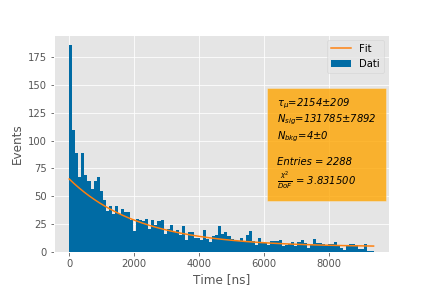 Fit
Dati
τμ=2154±209
Nsig=131785±7892
Nbkg=4±0
Entries = 2288
χ²/DoF = 3.831500
175
150
125
100
75
50
25
0
Events
0 2000 4000 6000 8000
Time [ns]